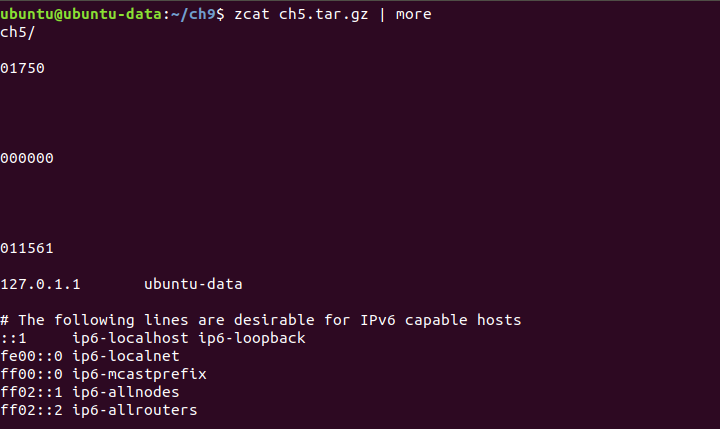 ubuntu@ubuntu-data:~/ch9$ zcat ch5.tar.gz | more
ch5/
01750
000000
011561
127.0.1.1 ubuntu-data
# The following lines are desirable for IPv6 capable hosts
::1 ip6-localhost ip6-loopback
fe00::0 ip6-localnet
ff00::0 ip6-mcastprefix
ff02::1 ip6-allnodes
ff02::2 ip6-allrouters